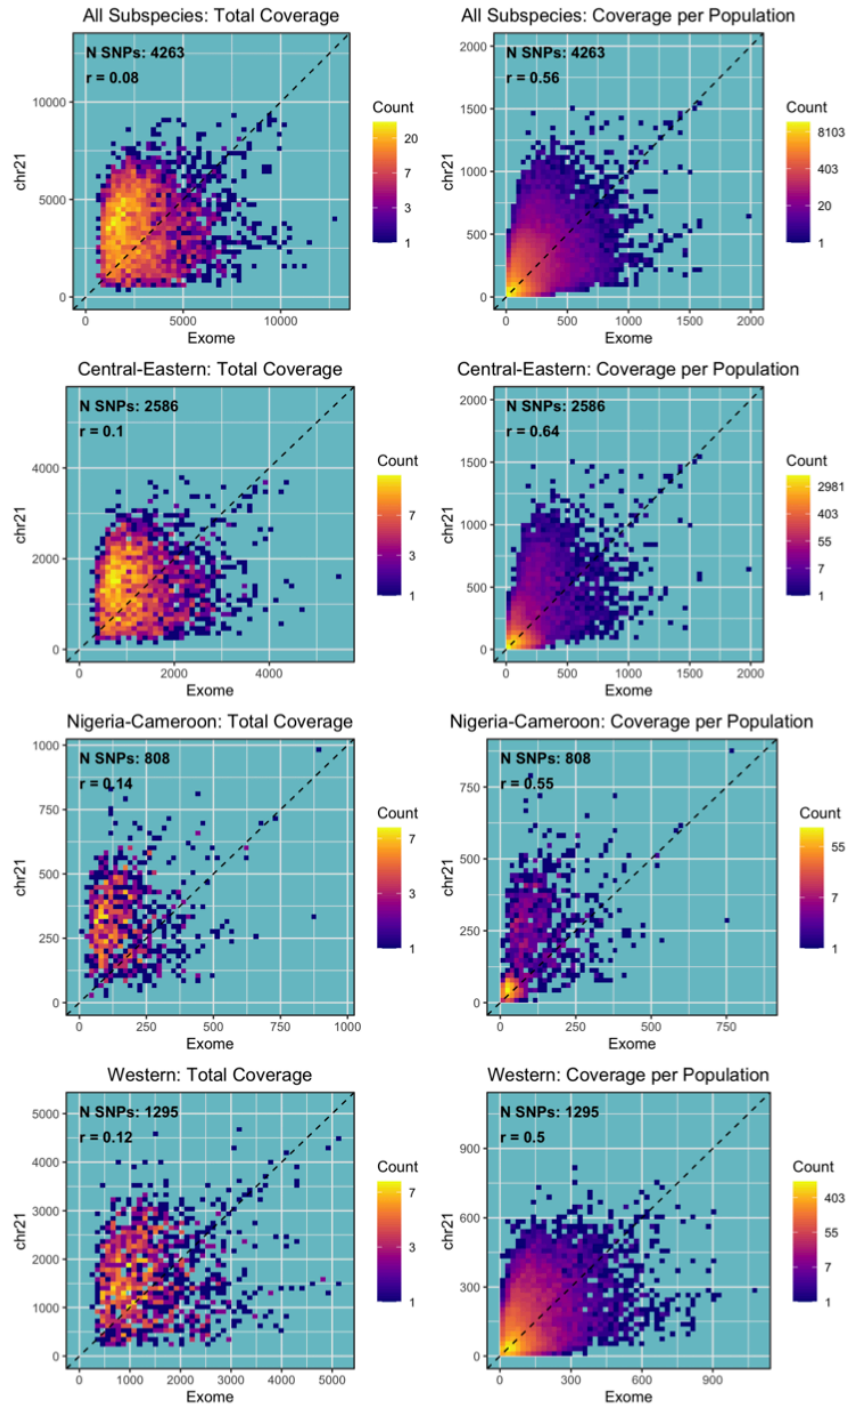 All Subspecies: Total Coverage
N SNPs: 4263
r = 0.08
10000
5000
0
chr21
0 5000 10000
Exome
Count
20
7
3
1
All Subspecies: Coverage per Population
N SNPs: 4263
r = 0.56
2000
1500
1000
500
0
chr21
0 500 1000 1500 2000
Exome
Count
8103
403
20
1
Central-Eastern: Total Coverage
N SNPs: 2586
r = 0.1
4000
2000
0
chr21
0 2000 4000
Exome
Count
7
3
1
Central-Eastern: Coverage per Population
N SNPs: 2586
r = 0.64
2000
1500
1000
500
0
chr21
0 500 1000 1500 2000
Exome
Count
2981
403
55
7
1
Nigeria-Cameroon: Total Coverage
N SNPs: 808
r = 0.14
1000
750
500
250
0
chr21
0 250 500 750 1000
Exome
Count
7
3
1
Nigeria-Cameroon: Coverage per Population
N SNPs: 808
r = 0.55
750
500
250
0
chr21
0 250 500 750
Exome
Count
55
7
1
Western: Total Coverage
N SNPs: 1295
r = 0.12
5000
4000
3000
2000
1000
0
chr21
0 1000 2000 3000 4000 5000
Exome
Count
7
3
1
Western: Coverage per Population
N SNPs: 1295
r = 0.5
900
600
300
0
chr21
0 300 600 900
Exome
Count
403
55
7
1